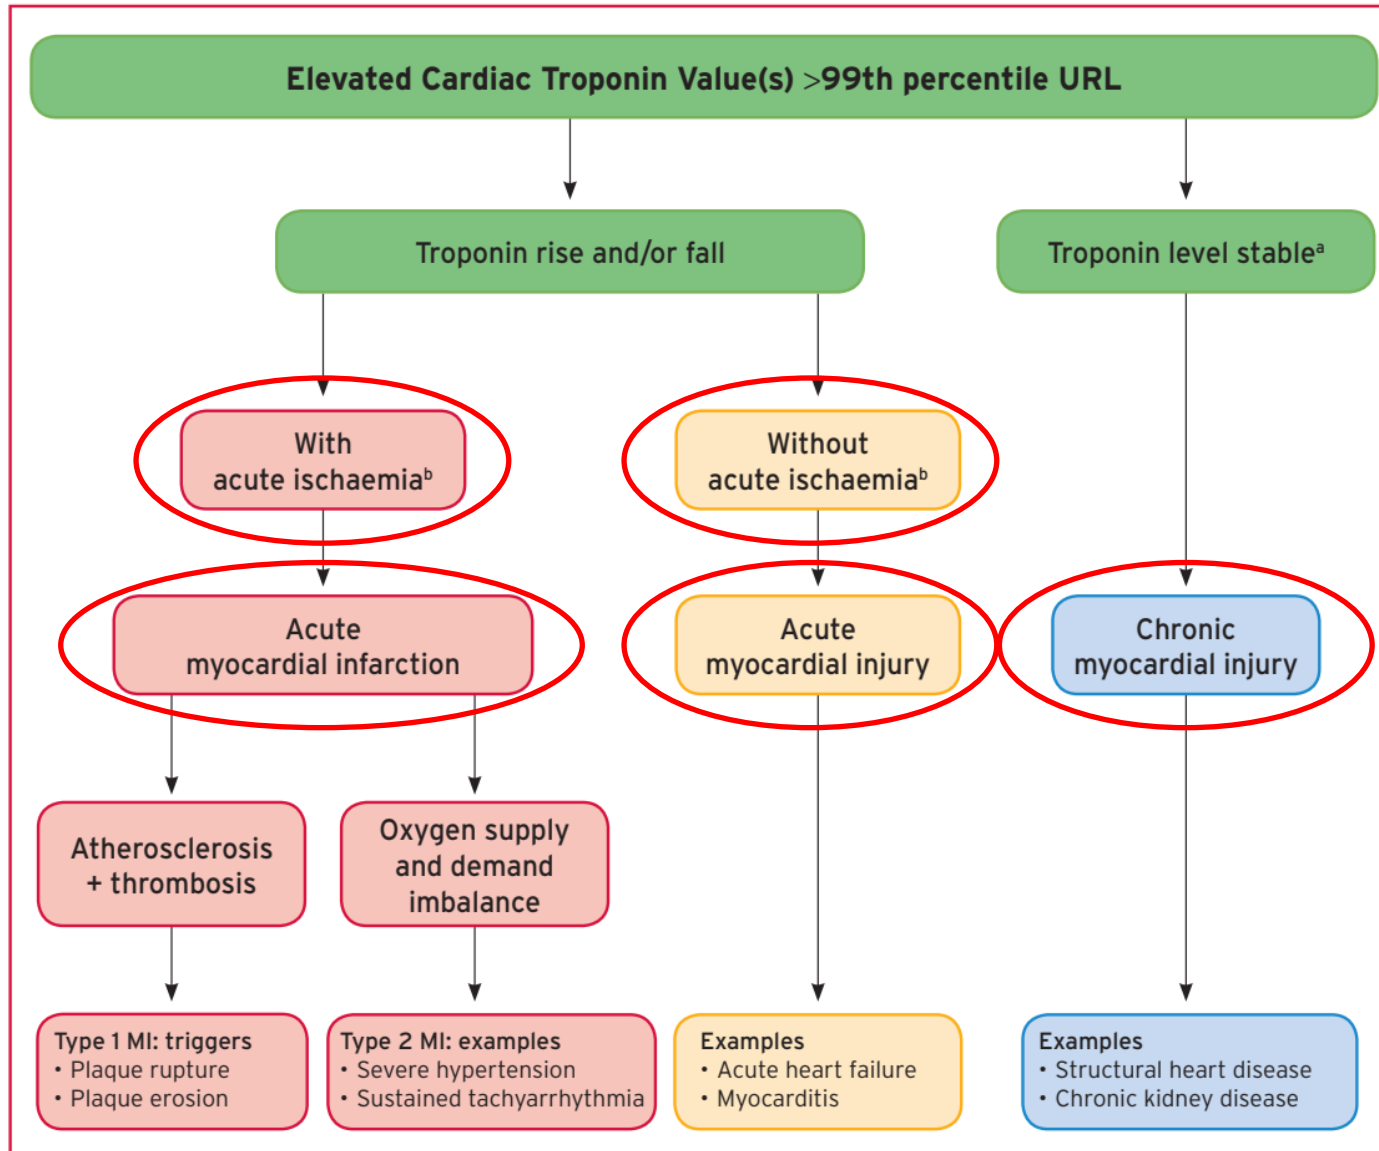 Elevated Cardiac Troponin Value(s) >99th percentile URL
Troponin rise and/or fall
Troponin level stableᵃ
With
acute ischaemiaᵇ
Without
acute ischaemiaᵇ
Acute
myocardial infarction
Acute
myocardial injury
Chronic
myocardial injury
Atherosclerosis
+ thrombosis
Oxygen supply
and demand
imbalance
Type 1 MI: triggers
• Plaque rupture
• Plaque erosion
Type 2 MI: examples
• Severe hypertension
• Sustained tachyarrhythmia
Examples
• Acute heart failure
• Myocarditis
Examples
• Structural heart disease
• Chronic kidney disease